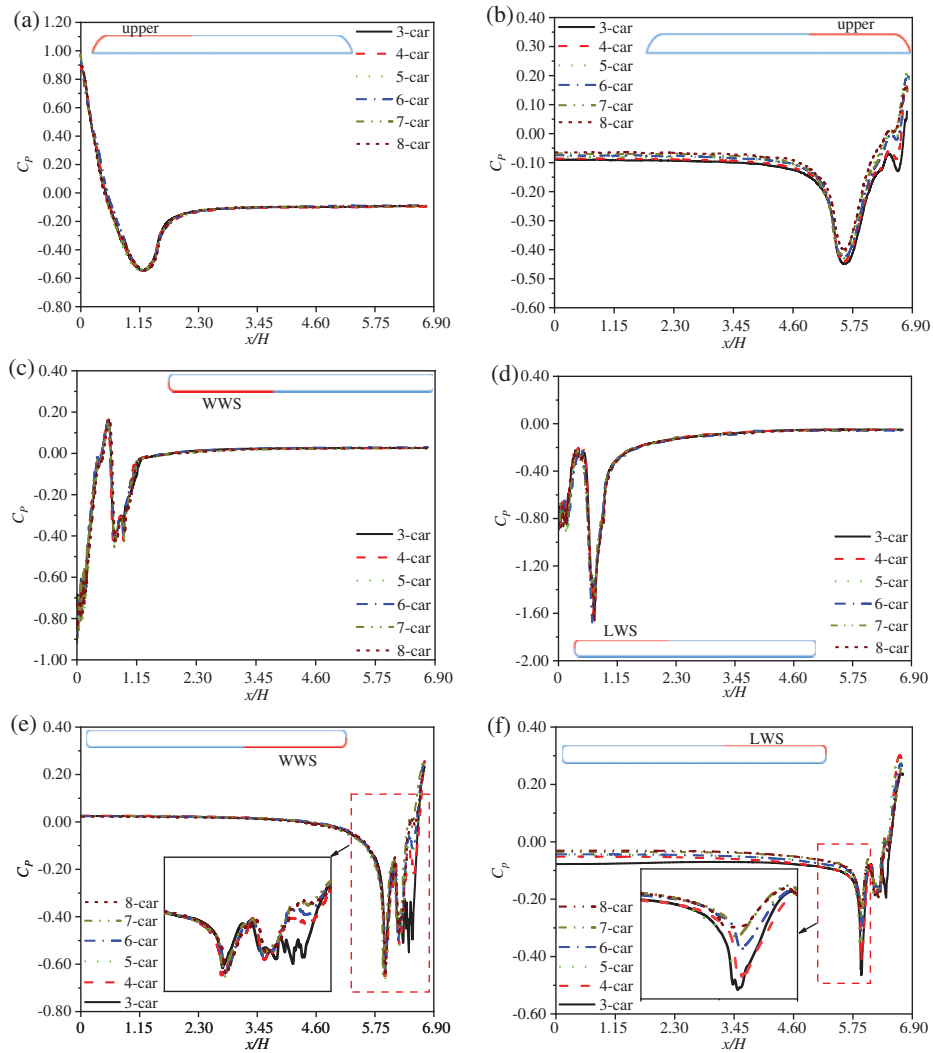 (a)
upper
1.20
1.00
0.80
0.60
0.40
0.20
0.00
-0.20
-0.40
-0.60
-0.80
C_P
0
1.15
2.30
3.45
4.60
5.75
6.90
x/H
3-car
4-car
5-car
6-car
7-car
8-car
(b)
upper
0.40
0.30
0.20
0.10
0.00
-0.10
-0.20
-0.30
-0.40
-0.50
-0.60
C_P
0
1.15
2.30
3.45
4.60
5.75
6.90
x/H
3-car
4-car
5-car
6-car
7-car
8-car
(c)
WWS
0.40
0.20
0.00
-0.20
-0.40
-0.60
-0.80
-1.00
C_P
0
1.15
2.30
3.45
4.60
5.75
6.90
x/H
3-car
4-car
5-car
6-car
7-car
8-car
(d)
0.40
0.00
-0.40
-0.80
-1.20
-1.60
-2.00
C_P
0
1.15
2.30
3.45
4.60
5.75
6.90
x/H
3-car
4-car
5-car
6-car
7-car
8-car
LWS
(e)
WWS
0.40
0.20
0.00
-0.20
-0.40
-0.60
-0.80
C_P
0
1.15
2.30
3.45
4.60
5.75
6.90
x/H
8-car
7-car
6-car
5-car
4-car
3-car
(f)
LWS
0.40
0.20
0.00
-0.20
-0.40
-0.60
C_P
0
1.15
2.30
3.45
4.60
5.75
6.90
x/H
8-car
7-car
6-car
5-car
4-car
3-car